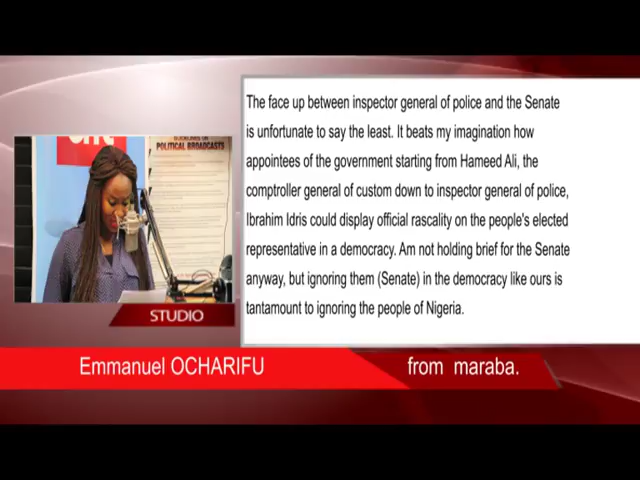 POLITICAL BROADCASTS
The face up between inspector general of police and the Senate
is unfortunate to say the least. It beats my imagination how
appointees of the government starting from Hameed Ali, the
comptroller general of custom down to inspector general of police,
Ibrahim Idris could display official rascality on the people's elected
representative in a democracy. Am not holding brief for the Senate
anyway, but ignoring them (Senate) in the democracy like ours is
tantamount to ignoring the people of Nigeria.
STUDIO
Emmanuel OCHARIFU
from maraba.